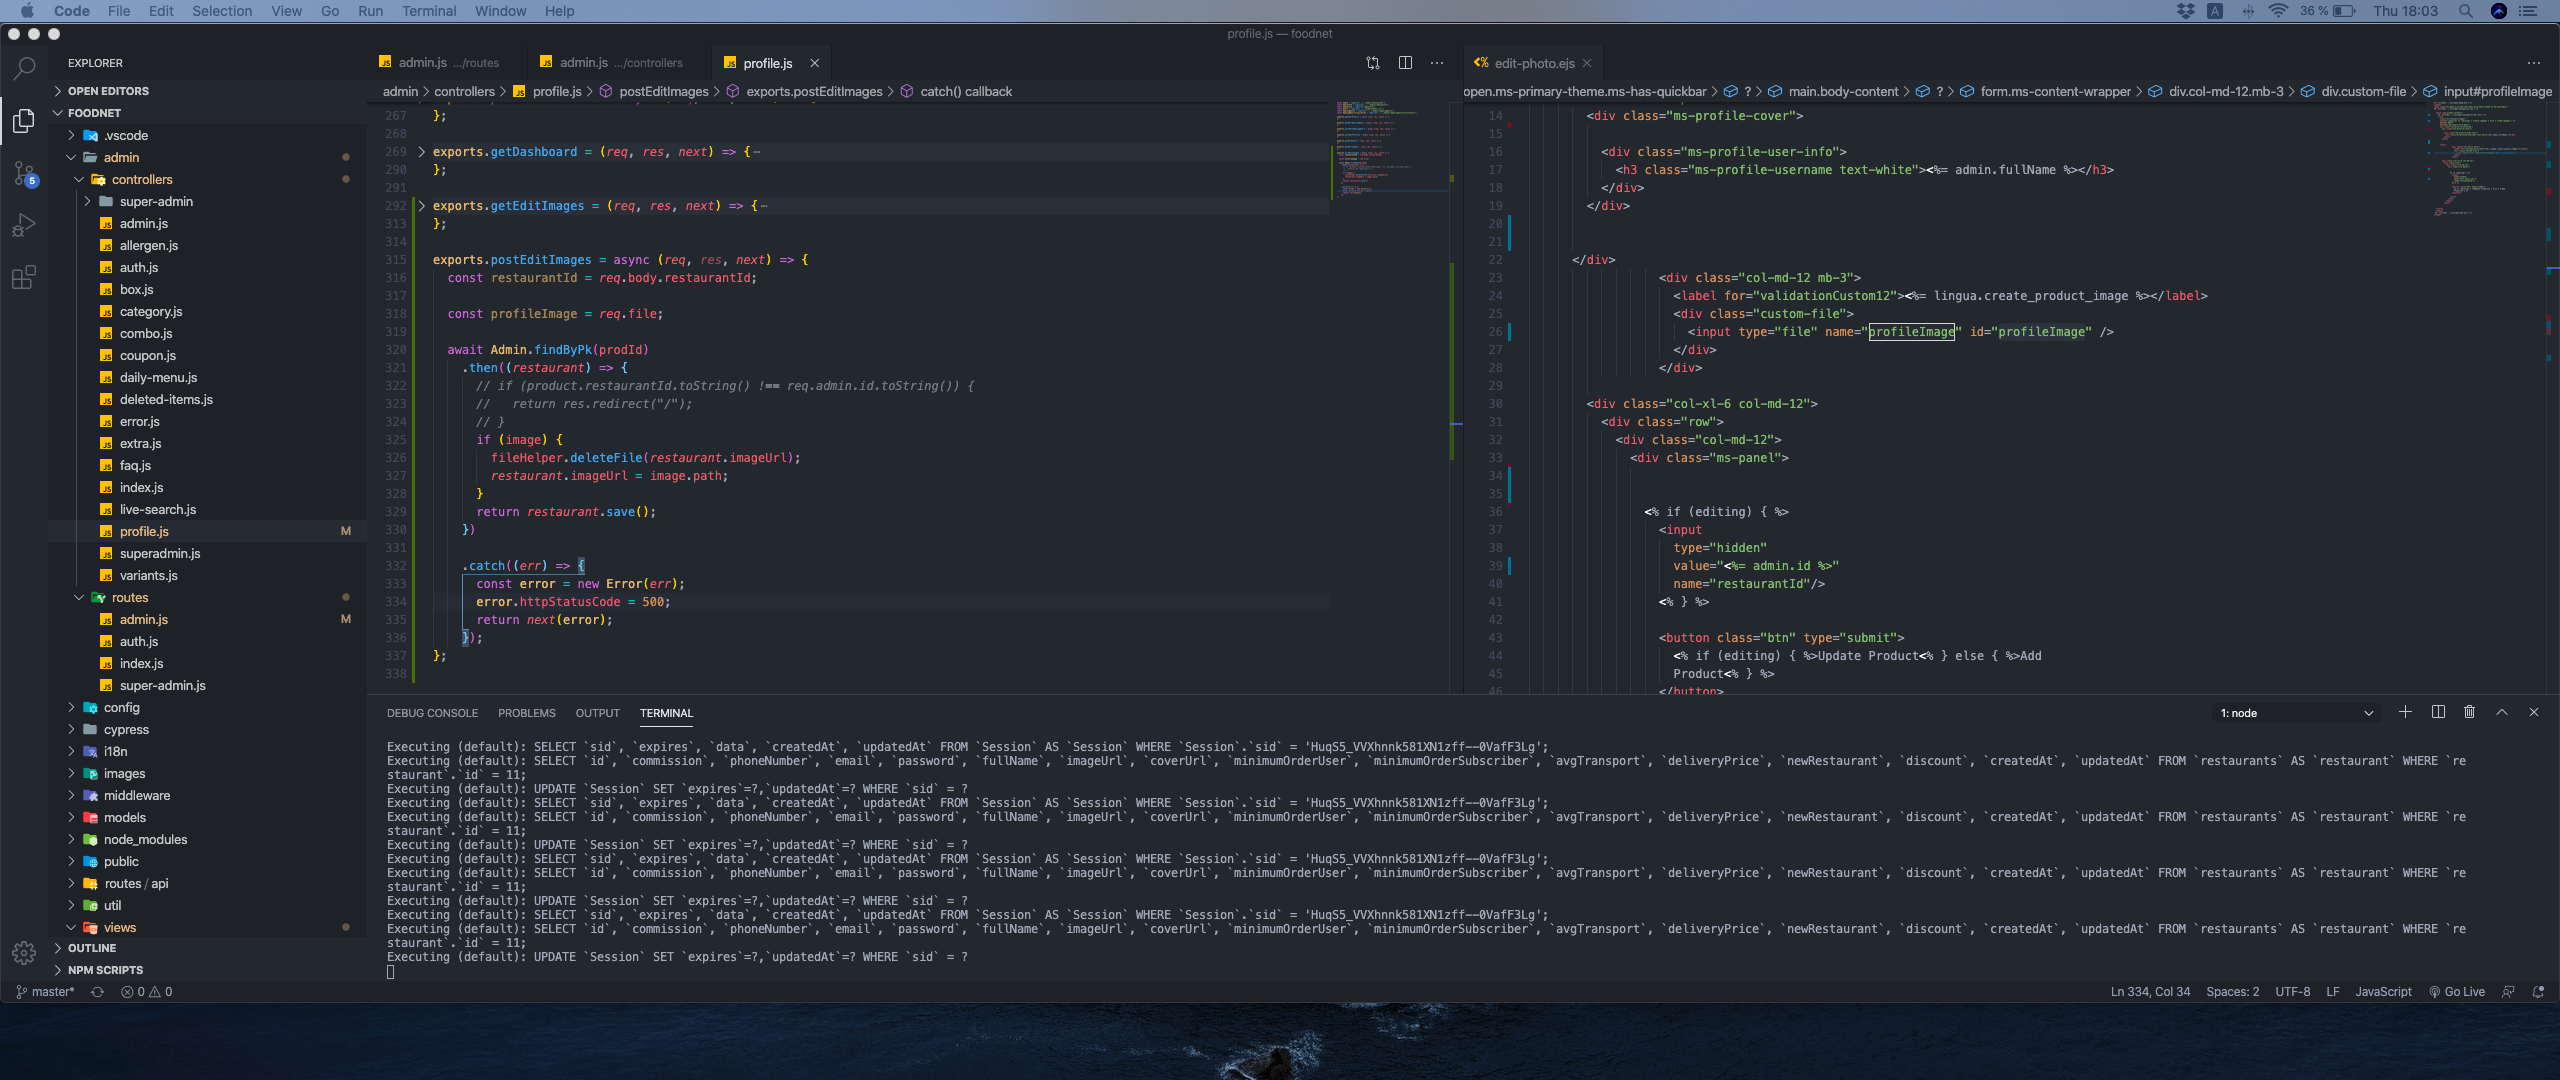 Code File Edit Selection View Go Run Terminal Window Help
A 36 % Thu 18:03
profile.js — foodnet
EXPLORER
OPEN EDITORS
FOODNET
.vscode
admin
controllers
super-admin
admin.js
allergen.js
auth.js
box.js
category.js
combo.js
coupon.js
daily-menu.js
deleted-items.js
error.js
extra.js
faq.js
index.js
live-search.js
profile.js M
superadmin.js
variants.js
routes
admin.js M
auth.js
index.js
super-admin.js
config
cypress
i18n
images
middleware
models
node_modules
public
routes / api
util
views
OUTLINE
NPM SCRIPTS
5
admin.js .../routes
admin.js .../controllers
profile.js
admin > controllers > profile.js > postEditImages > exports.postEditImages > catch() callback
267 };
268
269 exports.getDashboard = (req, res, next) => {⋯
290 };
291
292 exports.getEditImages = (req, res, next) => {⋯
313 };
314
315 exports.postEditImages = async (req, res, next) => {
316 const restaurantId = req.body.restaurantId;
317
318 const profileImage = req.file;
319
320 await Admin.findByPk(prodId)
321 .then((restaurant) => {
322 // if (product.restaurantId.toString() !== req.admin.id.toString()) {
323 // return res.redirect("/");
324 // }
325 if (image) {
326 fileHelper.deleteFile(restaurant.imageUrl);
327 restaurant.imageUrl = image.path;
328 }
329 return restaurant.save();
330 })
331
332 .catch((err) => {
333 const error = new Error(err);
334 error.httpStatusCode = 500;
335 return next(error);
336 });
337 };
338
edit-photo.ejs
open.ms-primary-theme.ms-has-quickbar > ? > main.body-content > ? > form.ms-content-wrapper > div.col-md-12.mb-3 > div.custom-file > input#profileImage
14 <div class="ms-profile-cover">
15
16 <div class="ms-profile-user-info">
17 <h3 class="ms-profile-username text-white"><%= admin.fullName %></h3>
18 </div>
19 </div>
20
21
22 </div>
23 <div class="col-md-12 mb-3">
24 <label for="validationCustom12"><%= lingua.create_product_image %></label>
25 <div class="custom-file">
26 <input type="file" name="profileImage" id="profileImage" />
27 </div>
28 </div>
29
30 <div class="col-xl-6 col-md-12">
31 <div class="row">
32 <div class="col-md-12">
33 <div class="ms-panel">
34
35
36 <% if (editing) { %>
37 <input
38 type="hidden"
39 value="<%= admin.id %>"
40 name="restaurantId"/>
41 <% } %>
42
43 <button class="btn" type="submit">
44 <% if (editing) { %>Update Product<% } else { %>Add
45 Product<% } %>
46 </button>
DEBUG CONSOLE PROBLEMS OUTPUT TERMINAL
1: node
Executing (default): SELECT `sid`, `expires`, `data`, `createdAt`, `updatedAt` FROM `Session` AS `Session` WHERE `Session`.`sid` = 'HuqS5_VVXhnnk581XN1zff--0VafF3Lg';
Executing (default): SELECT `id`, `commission`, `phoneNumber`, `email`, `password`, `fullName`, `imageUrl`, `coverUrl`, `minimumOrderUser`, `minimumOrderSubscriber`, `avgTransport`, `deliveryPrice`, `newRestaurant`, `discount`, `createdAt`, `updatedAt` FROM `restaurants` AS `restaurant` WHERE `re
staurant`.`id` = 11;
Executing (default): UPDATE `Session` SET `expires`=?,`updatedAt`=? WHERE `sid` = ?
Executing (default): SELECT `sid`, `expires`, `data`, `createdAt`, `updatedAt` FROM `Session` AS `Session` WHERE `Session`.`sid` = 'HuqS5_VVXhnnk581XN1zff--0VafF3Lg';
Executing (default): SELECT `id`, `commission`, `phoneNumber`, `email`, `password`, `fullName`, `imageUrl`, `coverUrl`, `minimumOrderUser`, `minimumOrderSubscriber`, `avgTransport`, `deliveryPrice`, `newRestaurant`, `discount`, `createdAt`, `updatedAt` FROM `restaurants` AS `restaurant` WHERE `re
staurant`.`id` = 11;
Executing (default): UPDATE `Session` SET `expires`=?,`updatedAt`=? WHERE `sid` = ?
Executing (default): SELECT `sid`, `expires`, `data`, `createdAt`, `updatedAt` FROM `Session` AS `Session` WHERE `Session`.`sid` = 'HuqS5_VVXhnnk581XN1zff--0VafF3Lg';
Executing (default): SELECT `id`, `commission`, `phoneNumber`, `email`, `password`, `fullName`, `imageUrl`, `coverUrl`, `minimumOrderUser`, `minimumOrderSubscriber`, `avgTransport`, `deliveryPrice`, `newRestaurant`, `discount`, `createdAt`, `updatedAt` FROM `restaurants` AS `restaurant` WHERE `re
staurant`.`id` = 11;
Executing (default): UPDATE `Session` SET `expires`=?,`updatedAt`=? WHERE `sid` = ?
Executing (default): SELECT `sid`, `expires`, `data`, `createdAt`, `updatedAt` FROM `Session` AS `Session` WHERE `Session`.`sid` = 'HuqS5_VVXhnnk581XN1zff--0VafF3Lg';
Executing (default): SELECT `id`, `commission`, `phoneNumber`, `email`, `password`, `fullName`, `imageUrl`, `coverUrl`, `minimumOrderUser`, `minimumOrderSubscriber`, `avgTransport`, `deliveryPrice`, `newRestaurant`, `discount`, `createdAt`, `updatedAt` FROM `restaurants` AS `restaurant` WHERE `re
staurant`.`id` = 11;
Executing (default): UPDATE `Session` SET `expires`=?,`updatedAt`=? WHERE `sid` = ?
master* 0 0
Ln 334, Col 34 Spaces: 2 UTF-8 LF JavaScript Go Live